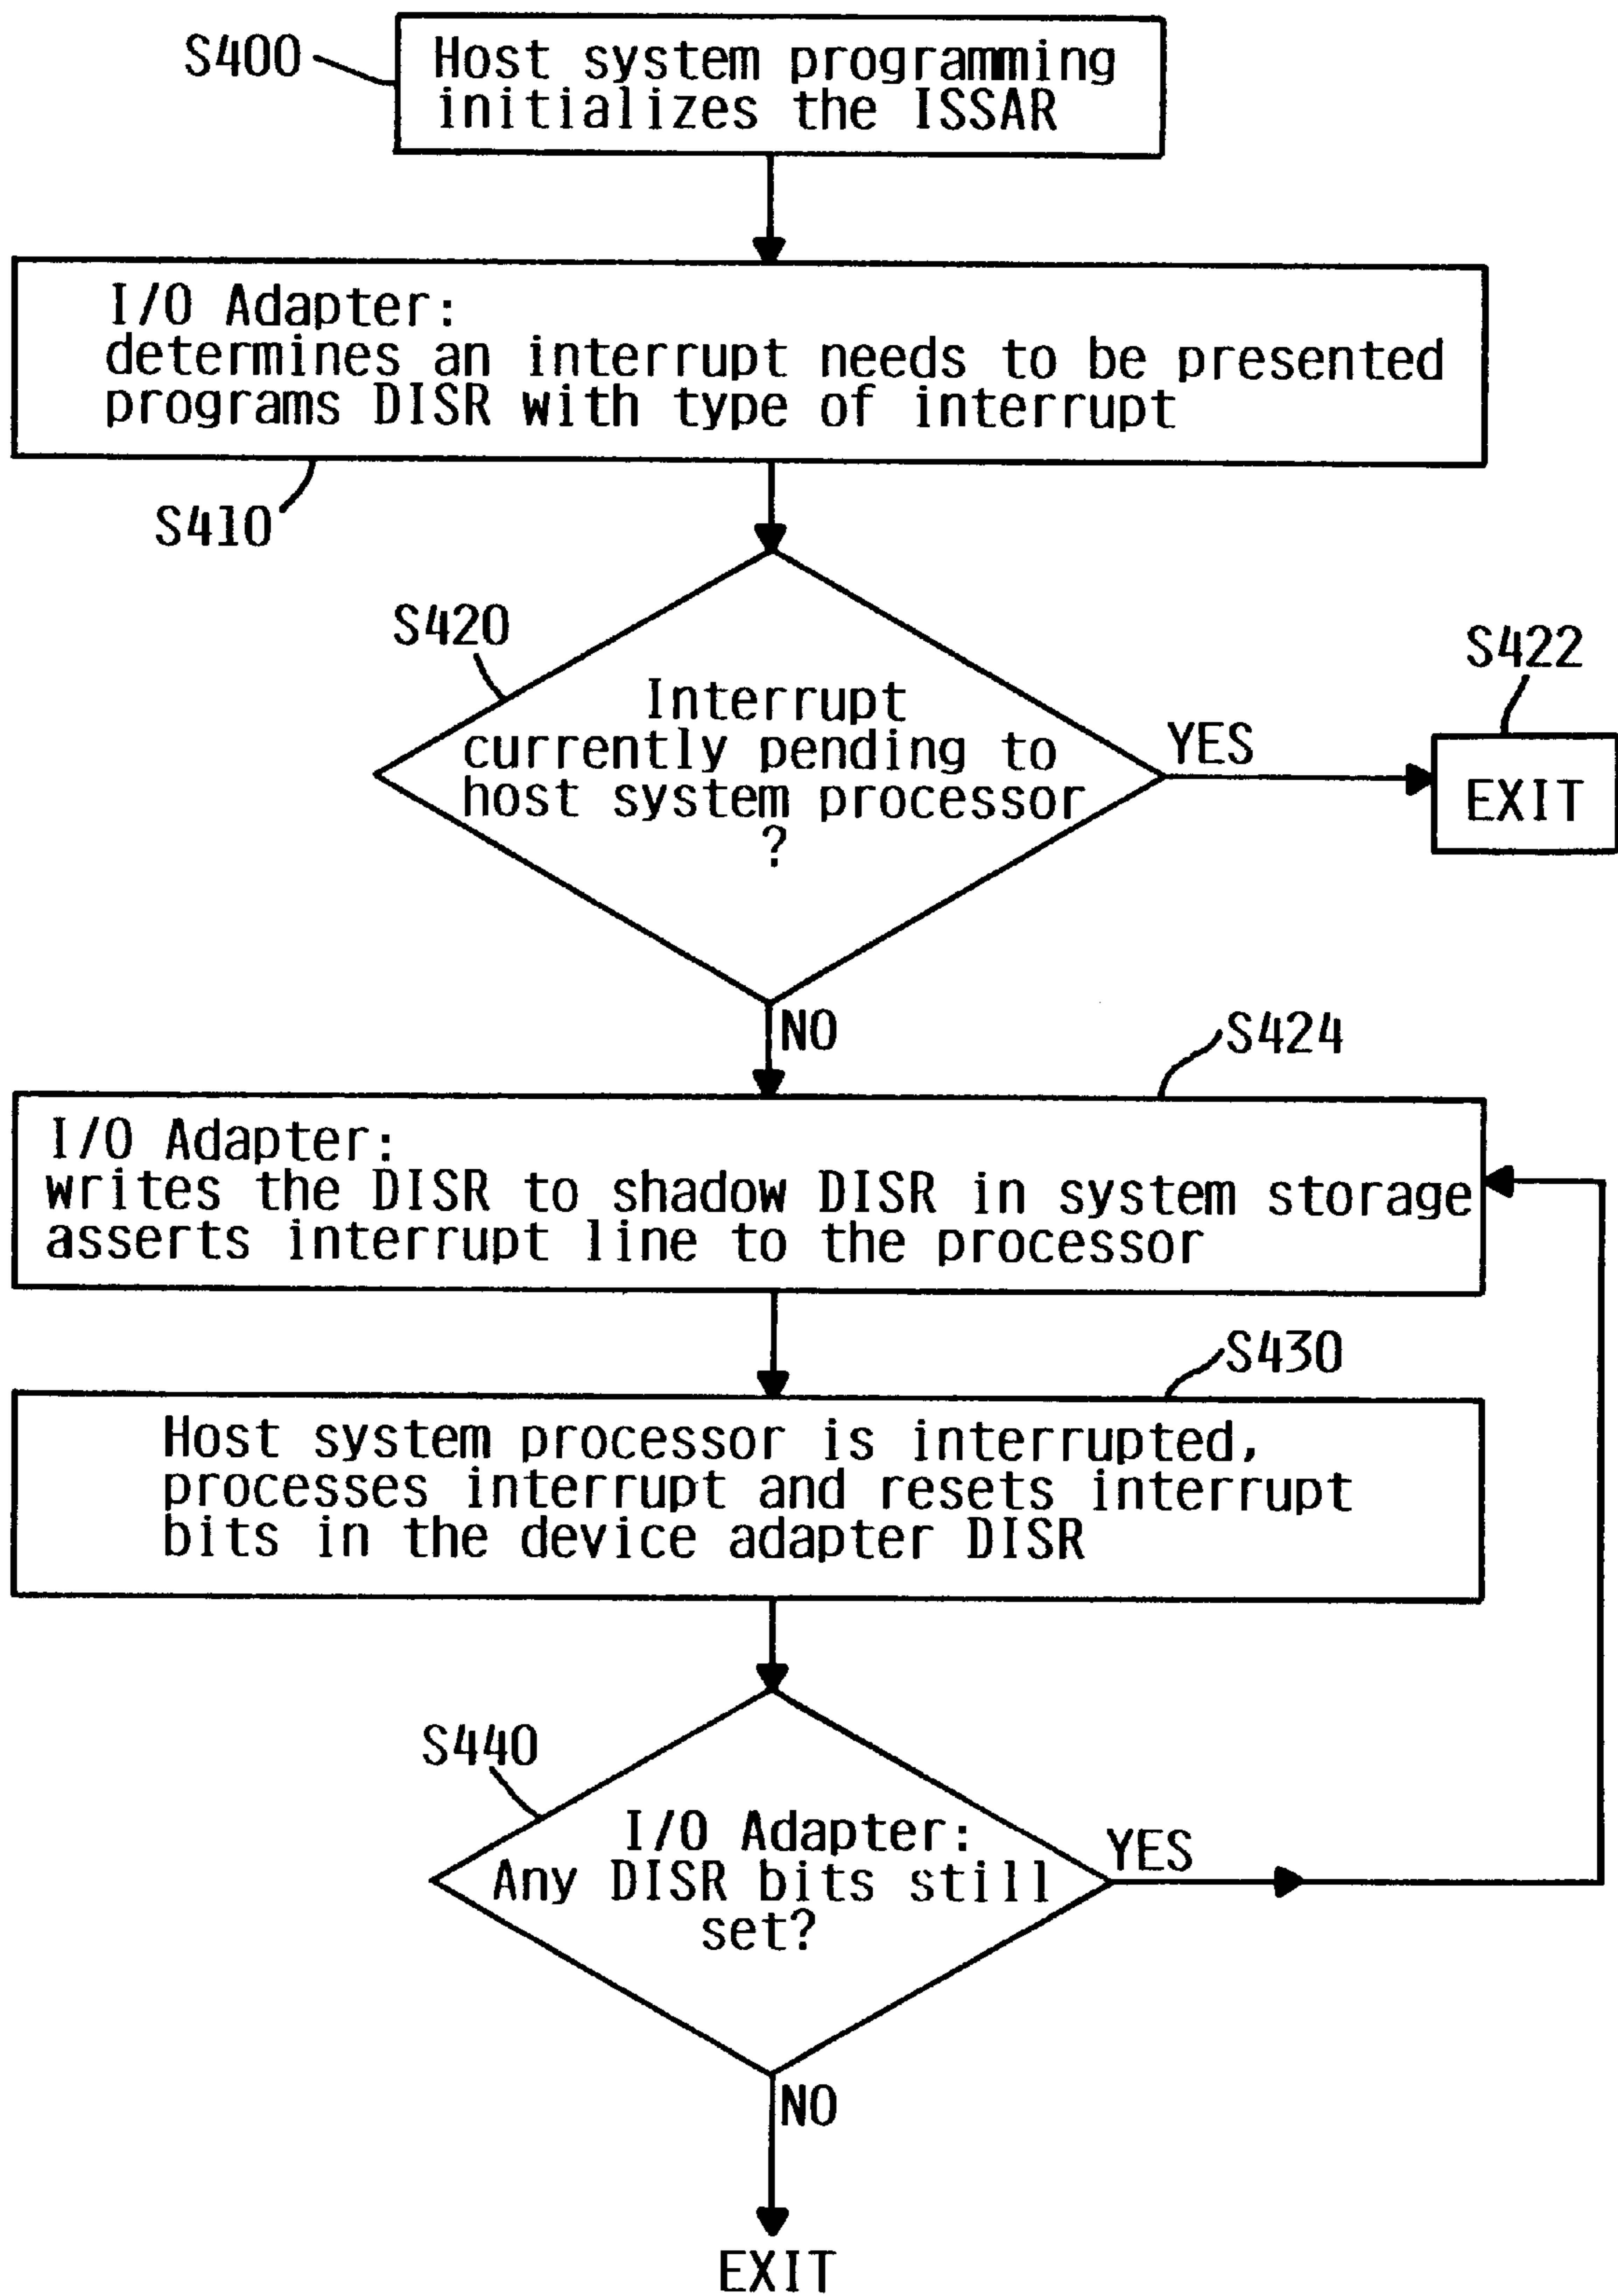 S400
Host system programming
initializes the ISSAR
I/O Adapter:
determines an interrupt needs to be presented
programs DISR with type of interrupt
S410
S420
Interrupt
currently pending to
host system processor
?
YES
S422
EXIT
NO
S424
I/O Adapter:
writes the DISR to shadow DISR in system storage
asserts interrupt line to the processor
S430
Host system processor is interrupted,
processes interrupt and resets interrupt
bits in the device adapter DISR
S440
I/O Adapter:
Any DISR bits still
set?
YES
NO
EXIT